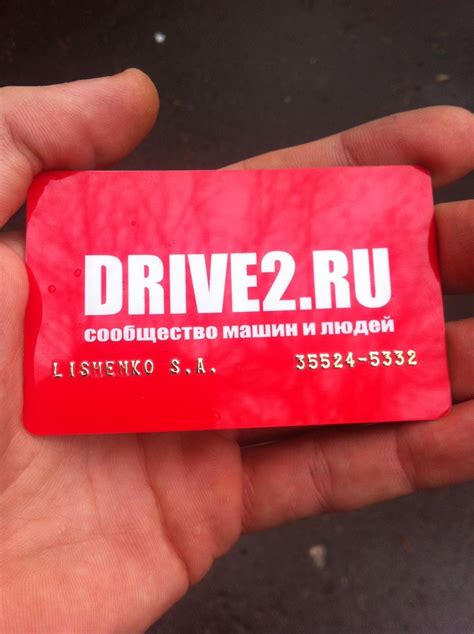 DRIVE2.RU
сообщество машин и людей
LISHENKO S.A. 35524-5332